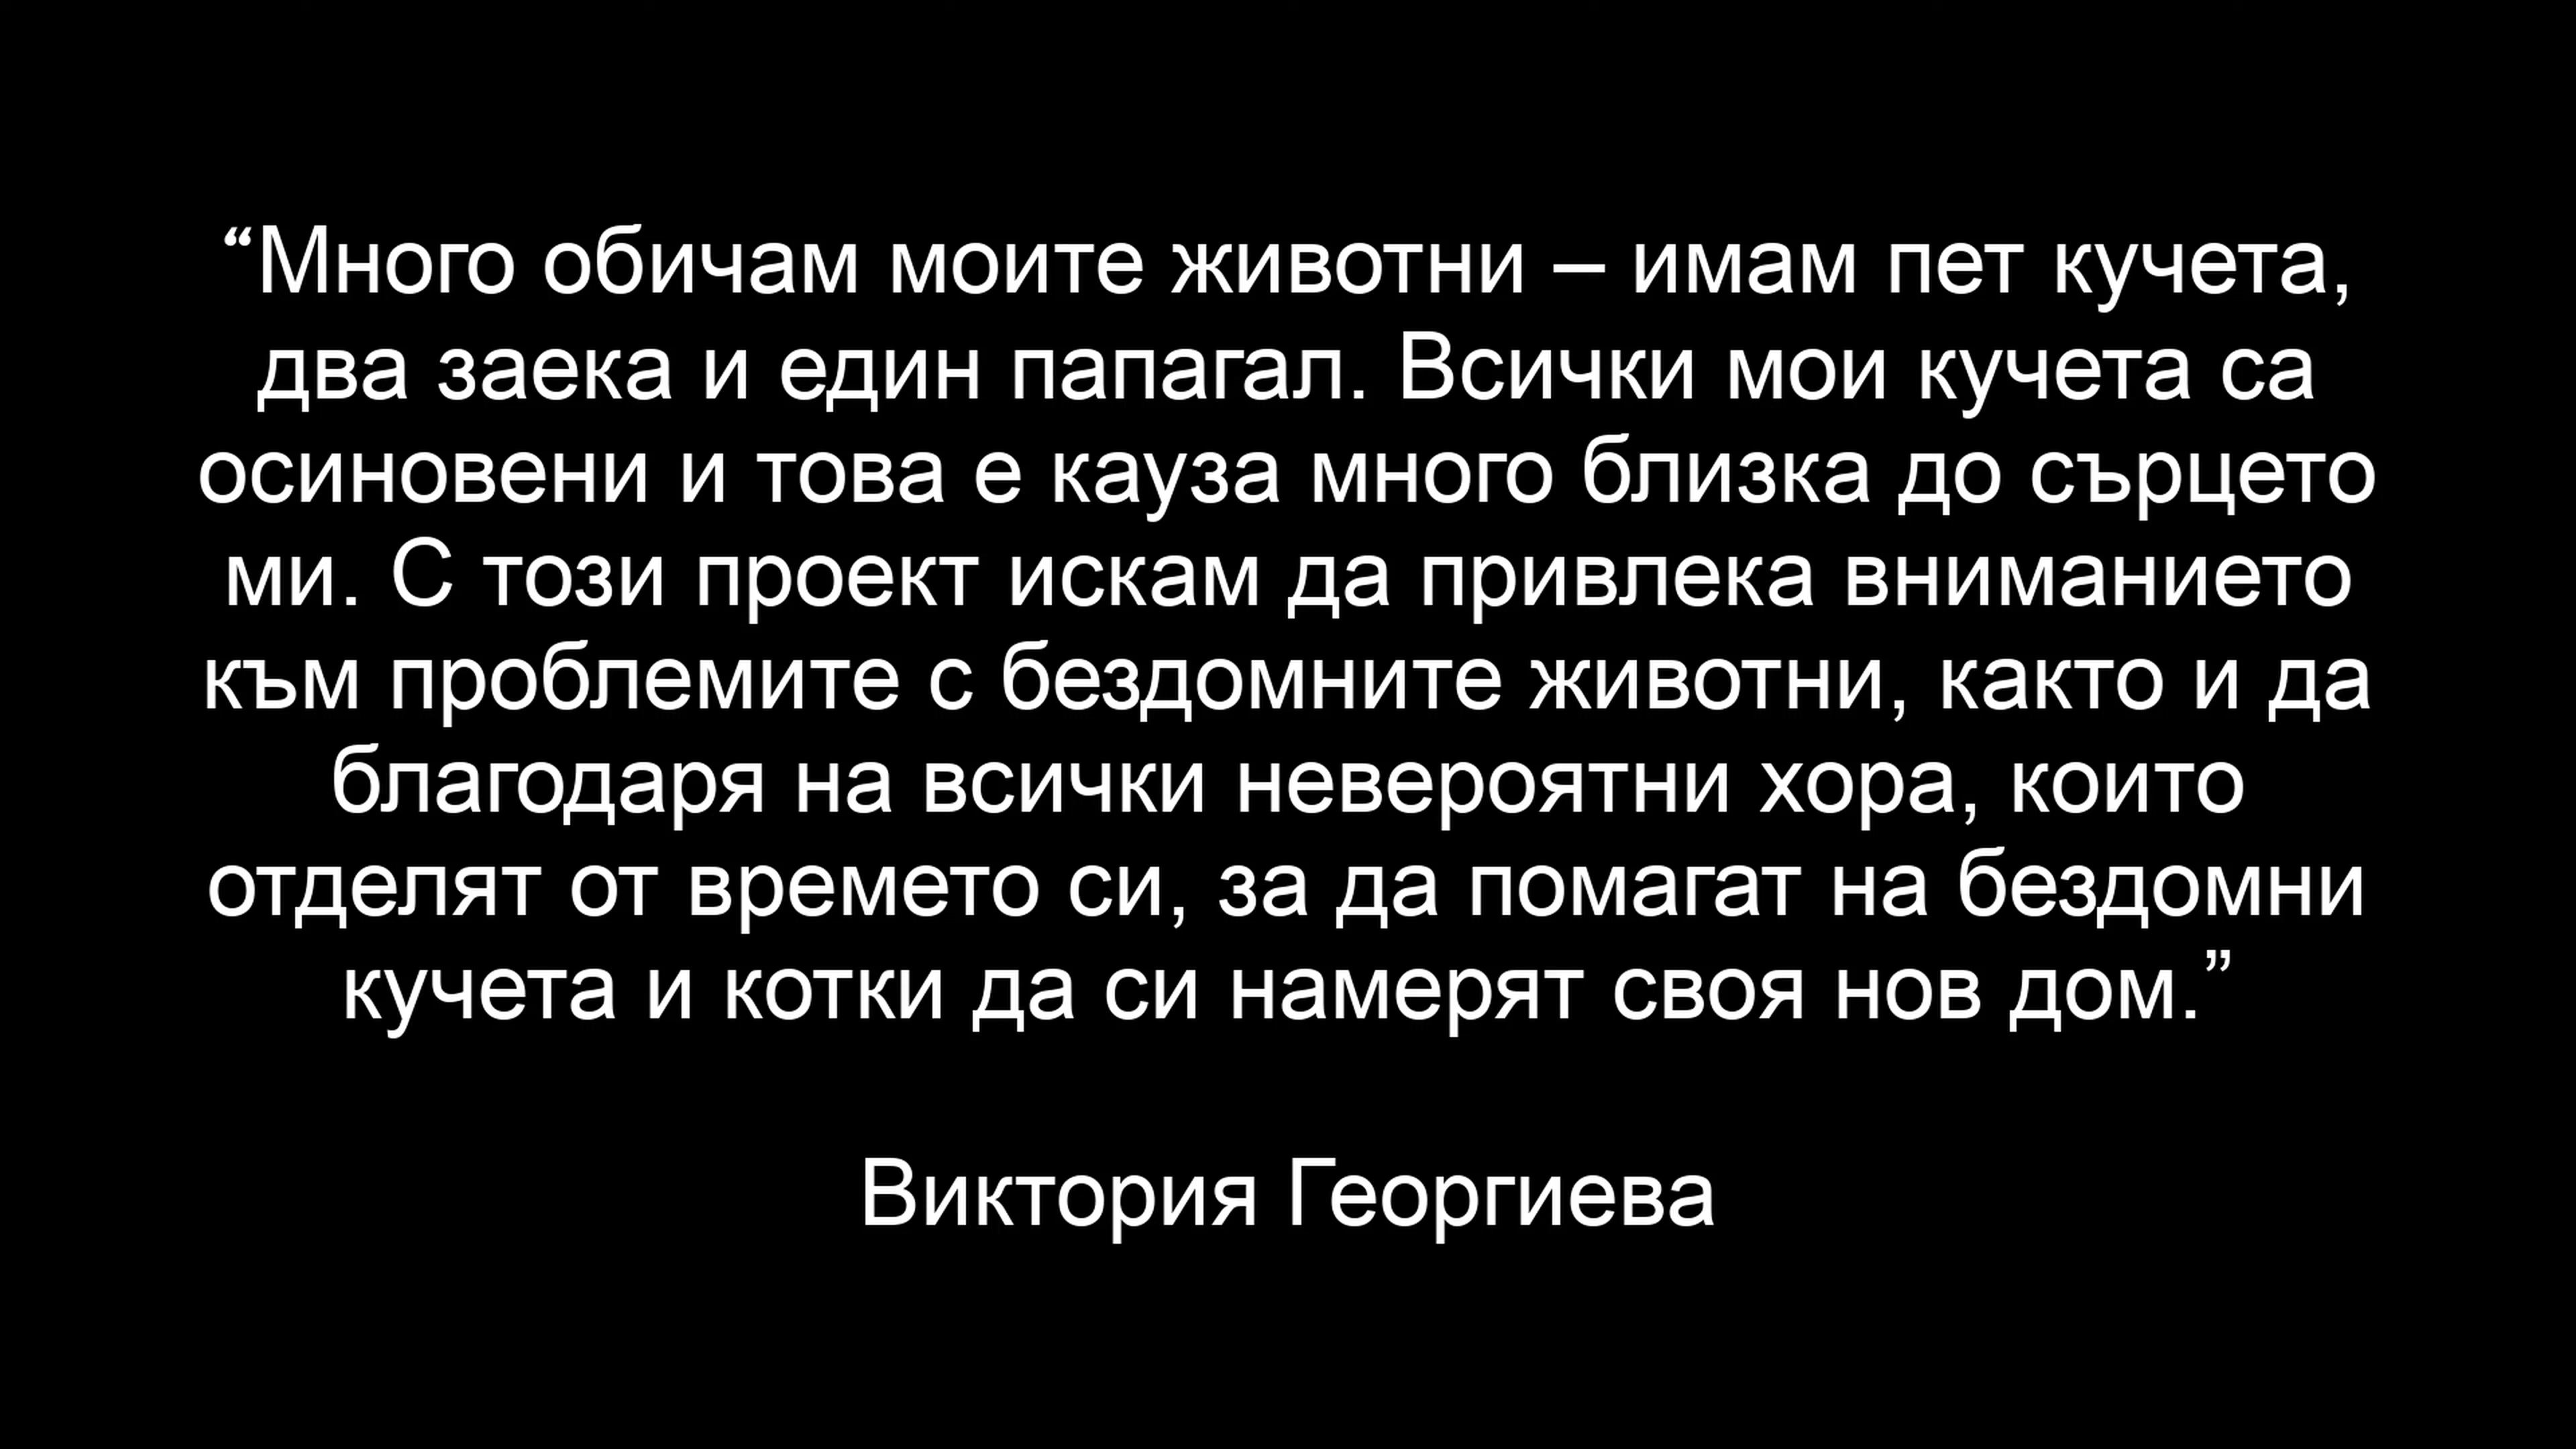 “Много обичам моите животни – имам пет кучета,
два заека и един папагал. Всички мои кучета са
осиновени и това е кауза много близка до сърцето
ми. С този проект искам да привлека вниманието
към проблемите с бездомните животни, както и да
благодаря на всички невероятни хора, които
отделят от времето си, за да помагат на бездомни
кучета и котки да си намерят своя нов дом.”
Виктория Георгиева